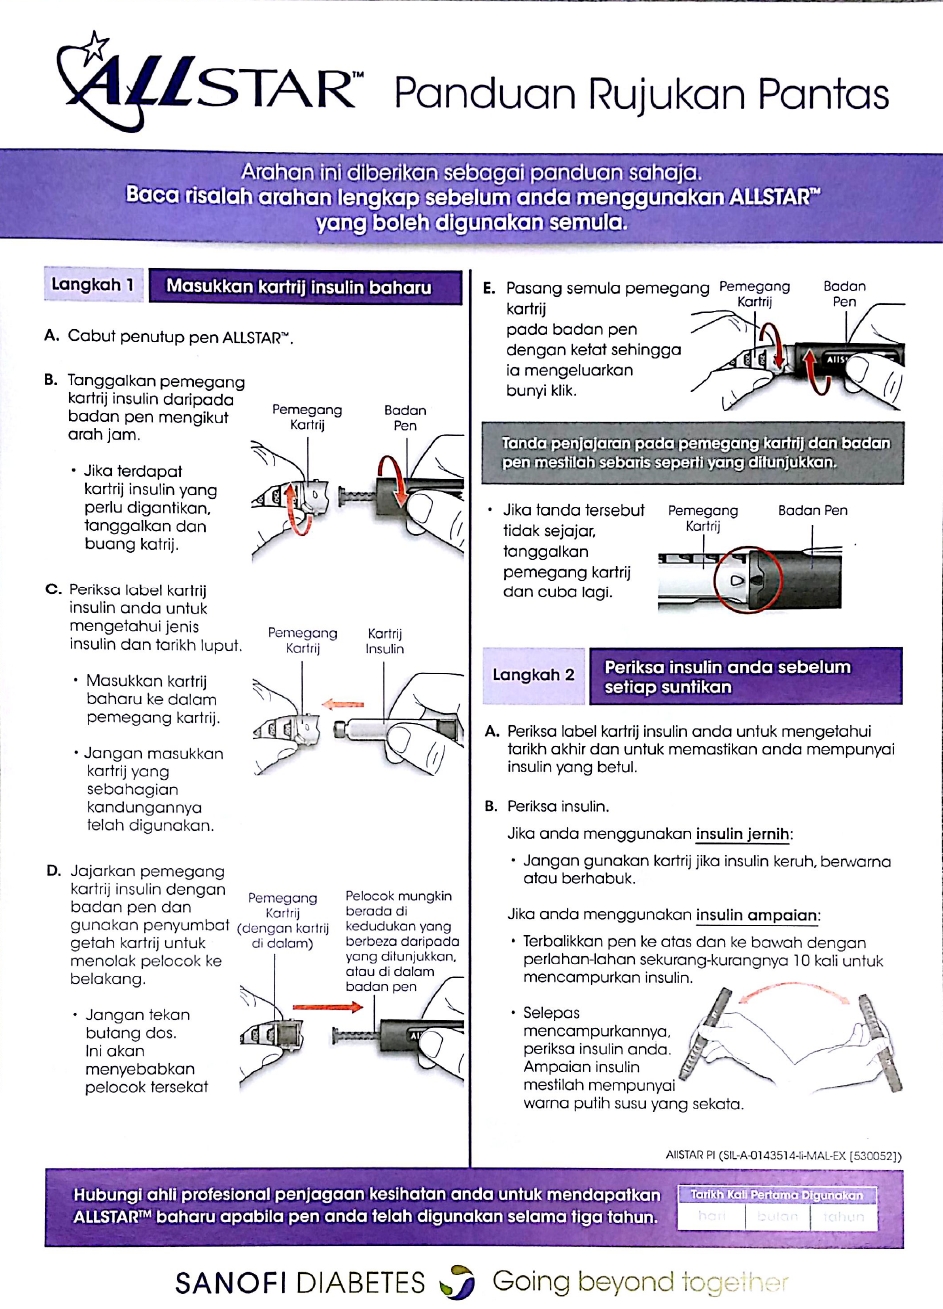 ALLSTAR™ Panduan Rujukan Pantas
Arahan ini diberikan sebagai panduan sahaja.
Baca risalah arahan lengkap sebelum anda menggunakan ALLSTAR™
yang boleh digunakan semula.
Langkah 1
Masukkan kartrij insulin baharu
A. Cabut penutup pen ALLSTAR™.
B. Tanggalkan pemegang
kartrij insulin daripada
badan pen mengikut
arah jam.
• Jika terdapat
kartrij insulin yang
perlu digantikan,
tanggalkan dan
buang katrij.
Pemegang
Kartrij
Badan
Pen
C. Periksa label kartrij
insulin anda untuk
mengetahui jenis
insulin dan tarikh luput.
• Masukkan kartrij
baharu ke dalam
pemegang kartrij.
• Jangan masukkan
kartrij yang
sebahagian
kandungannya
telah digunakan.
Pemegang
Kartrij
Kartrij
Insulin
D. Jajarkan pemegang
kartrij insulin dengan
badan pen dan
gunakan penyumbat
getah kartrij untuk
menolak pelocok ke
belakang.
• Jangan tekan
butang dos.
Ini akan
menyebabkan
pelocok tersekat
Pemegang
Kartrij
(dengan kartrij
di dalam)
Pelocok mungkin
berada di
kedudukan yang
berbeza daripada
yang ditunjukkan,
atau di dalam
badan pen
E. Pasang semula pemegang
kartrij
pada badan pen
dengan ketat sehingga
ia mengeluarkan
bunyi klik.
Pemegang
Kartrij
Badan
Pen
Tanda penjajaran pada pemegang kartrij dan badan
pen mestilah sebaris seperti yang ditunjukkan.
• Jika tanda tersebut
tidak sejajar,
tanggalkan
pemegang kartrij
dan cuba lagi.
Pemegang
Kartrij
Badan Pen
Langkah 2
Periksa insulin anda sebelum
setiap suntikan
A. Periksa label kartrij insulin anda untuk mengetahui
tarikh akhir dan untuk memastikan anda mempunyai
insulin yang betul.
B. Periksa insulin.
Jika anda menggunakan insulin jernih:
• Jangan gunakan kartrij jika insulin keruh, berwarna
atau berhabuk.
Jika anda menggunakan insulin ampaian:
• Terbalikkan pen ke atas dan ke bawah dengan
perlahan-lahan sekurang-kurangnya 10 kali untuk
mencampurkan insulin.
• Selepas
mencampurkannya,
periksa insulin anda.
Ampaian insulin
mestilah mempunyai
warna putih susu yang sekata.
AllSTAR PI (SIL-A-0143514-ii-MAL-EX [530052])
Hubungi ahli profesional penjagaan kesihatan anda untuk mendapatkan
ALLSTAR™ baharu apabila pen anda telah digunakan selama tiga tahun.
Tarikh Kali Pertama Digunakan
hari bulan tahun
SANOFI DIABETES Going beyond together